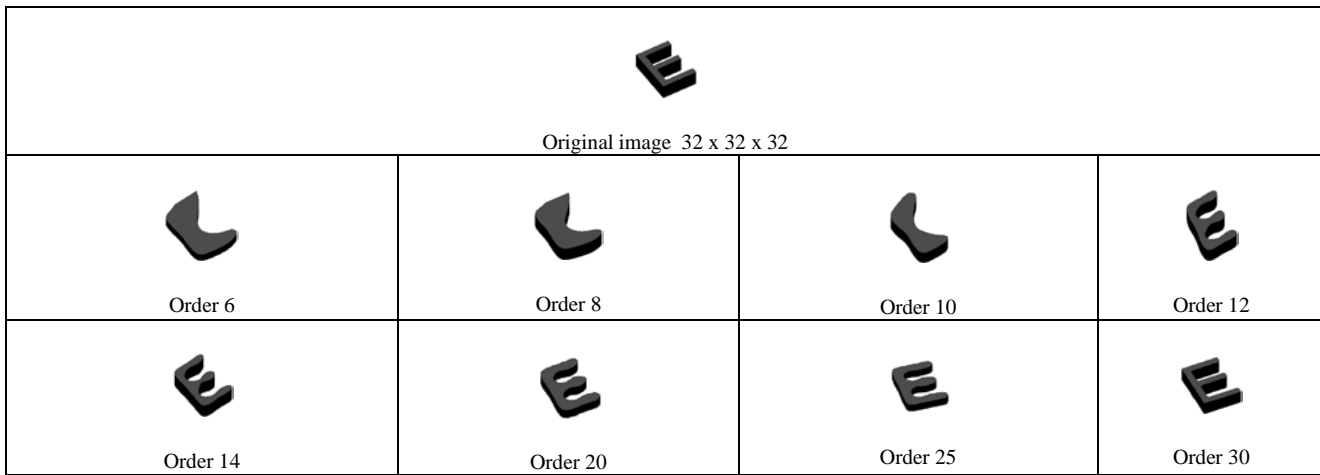 Original image 32 x 32 x 32
Order 6
Order 8
Order 10
Order 12
Order 14
Order 20
Order 25
Order 30